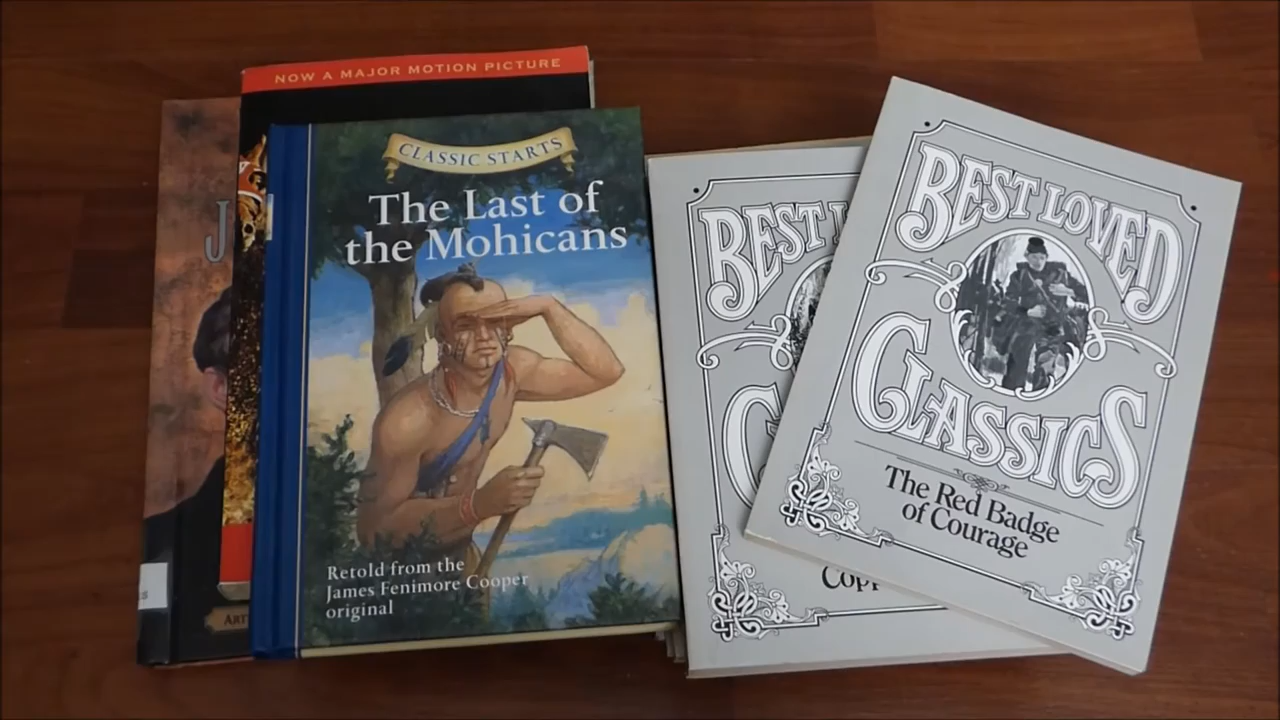 NOW A MAJOR MOTION PICTURE
J
CLASSIC STARTS
The Last of
the Mohicans
Retold from the
James Fenimore Cooper
original
BEST
BEST LOVED
CLASSICS
The Red Badge
of Courage